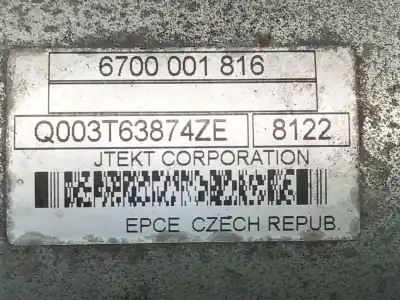 6700 001 816
Q003T63874ZE 8122
JTEKT CORPORATION
EPCE CZECH REPUB.